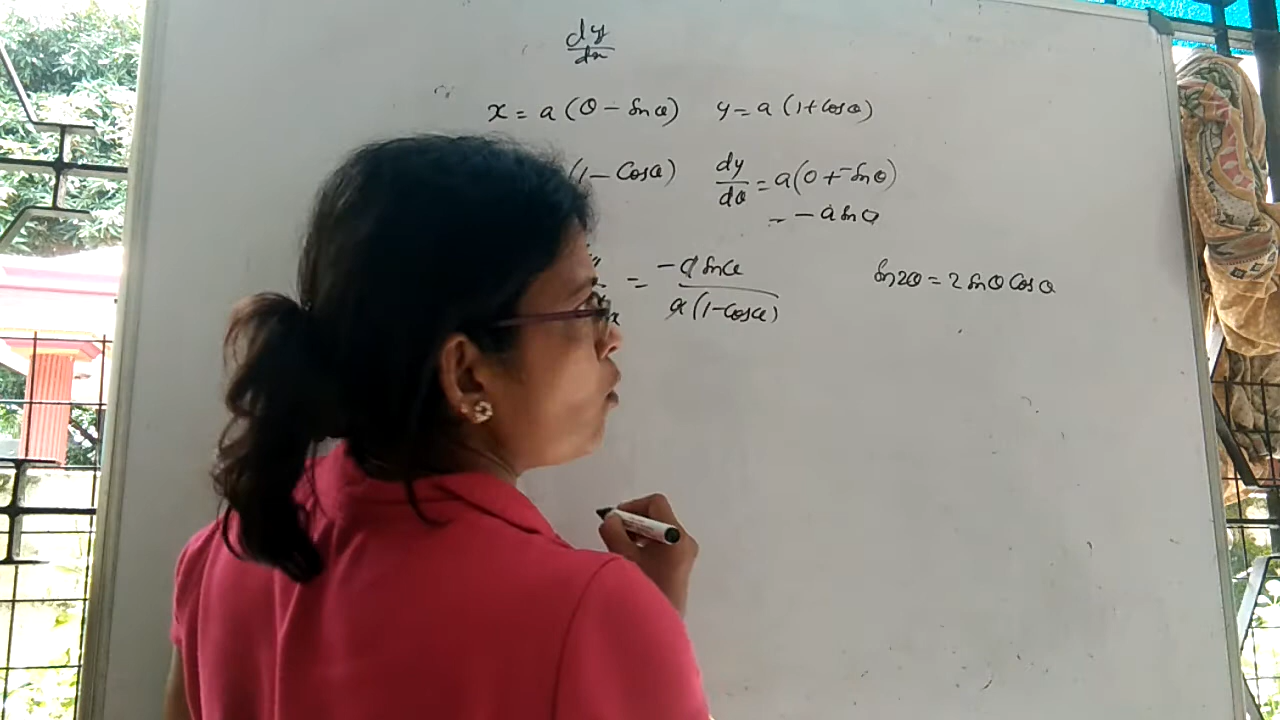 dy/dx
x = a (θ - Sinθ) y = a (1+cosθ)
(1 - Cosθ) dy/dθ = a(0 + -Sinθ)
= - a Sinθ
= -a Sinθ / a (1-cosθ) Sin2θ = 2 Sinθ Cosθ